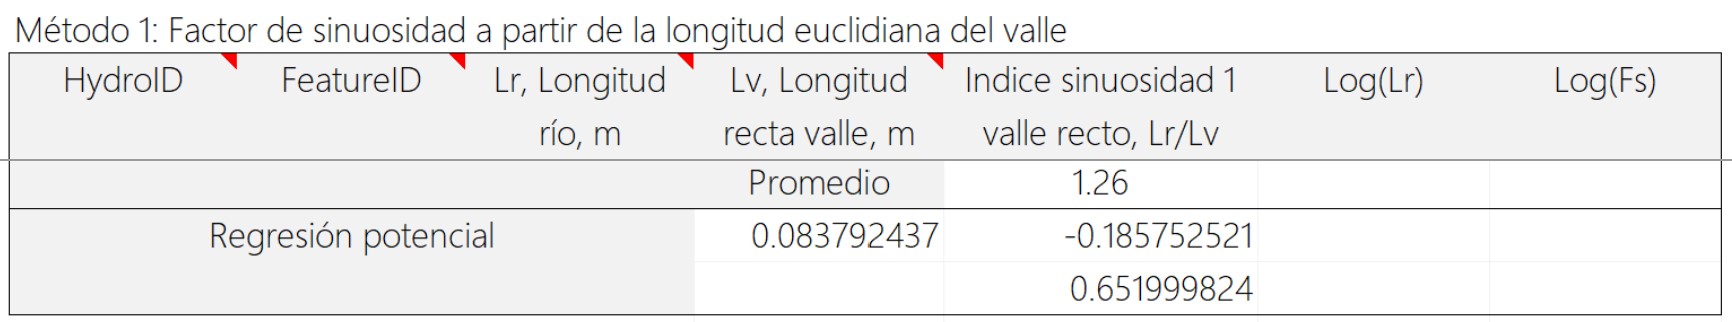 Método 1: Factor de sinuosidad a partir de la longitud euclidiana del valle
HydroID FeatureID Lr, Longitud río, m Lv, Longitud recta valle, m Indice sinuosidad 1 valle recto, Lr/Lv Log(Lr) Log(Fs)
Promedio 1.26
Regresión potencial 0.083792437 -0.185752521
0.651999824